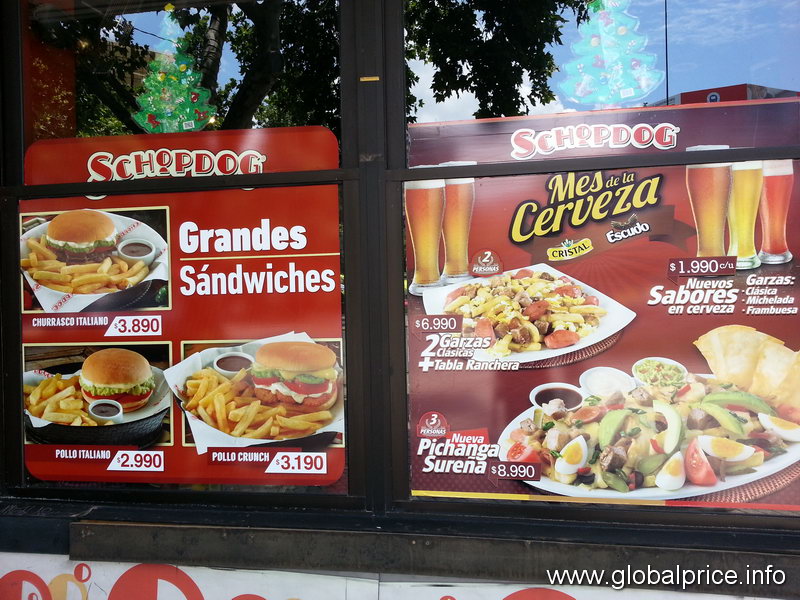 SCHOPDOG
Grandes
Sándwiches
CHURRASCO ITALIANO $3.890
POLLO ITALIANO $2.990
POLLO CRUNCH $3.190
SCHOPDOG
Mes de la
Cerveza
CRISTAL
Escudo
$1.990 c/u
Nuevos
Sabores
en cerveza
Garzas:
- Clásica
- Michelada
- Frambuesa
2
PERSONAS
$6.990
2 Garzas
Clásicas
+ Tabla Ranchera
3
PERSONAS
Nueva
Pichanga
Sureña $8.990
www.globalprice.info